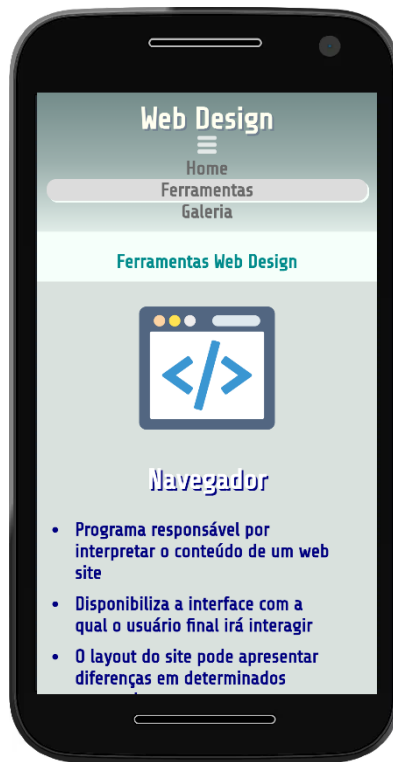 Web Design
Home
Ferramentas
Galeria
Ferramentas Web Design
</>
Navegador
• Programa responsável por
interpretar o conteúdo de um web
site
• Disponibiliza a interface com a
qual o usuário final irá interagir
• O layout do site pode apresentar
diferenças em determinados